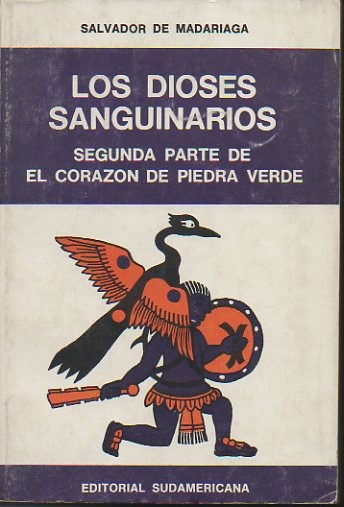 SALVADOR DE MADARIAGA
LOS DIOSES
SANGUINARIOS
SEGUNDA PARTE DE
EL CORAZON DE PIEDRA VERDE
EDITORIAL SUDAMERICANA